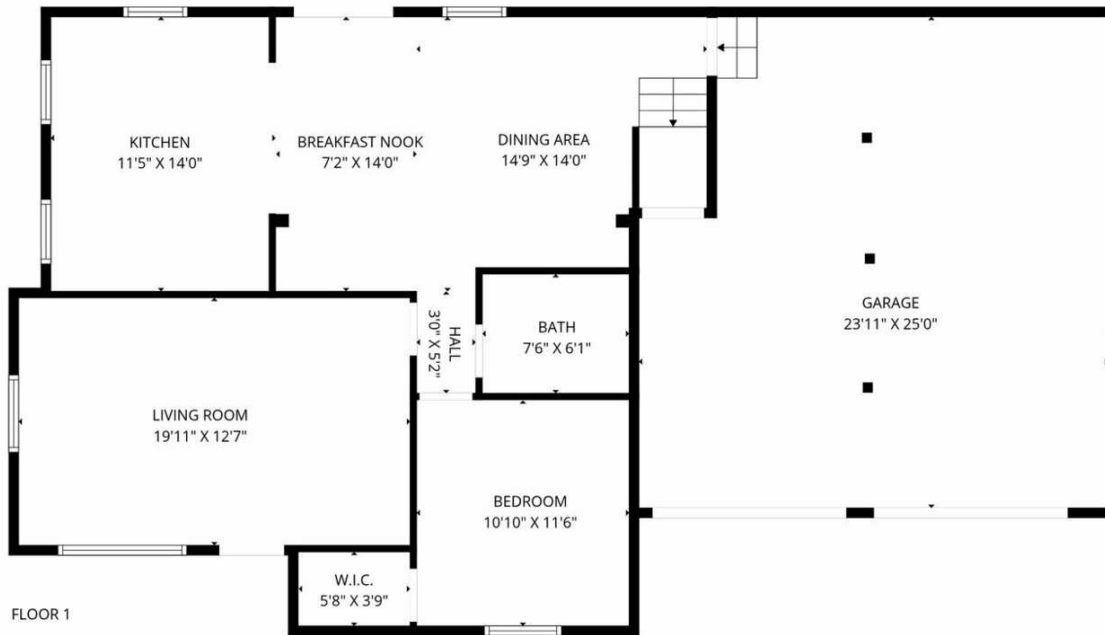 KITCHEN
11'5" X 14'0"
BREAKFAST NOOK
7'2" X 14'0"
DINING AREA
14'9" X 14'0"
GARAGE
23'11" X 25'0"
HALL
3'0" X 5'2"
BATH
7'6" X 6'1"
LIVING ROOM
19'11" X 12'7"
BEDROOM
10'10" X 11'6"
W.I.C.
5'8" X 3'9"
FLOOR 1